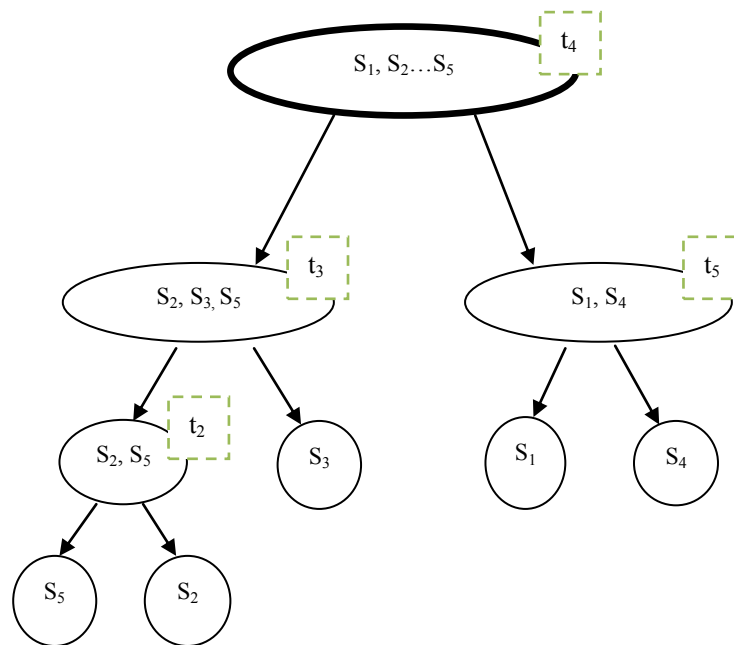 S₁, S₂…S₅
t₄
S₂, S₃, S₅
t₃
S₁, S₄
t₅
S₂, S₅
t₂
S₃
S₁
S₄
S₅
S₂